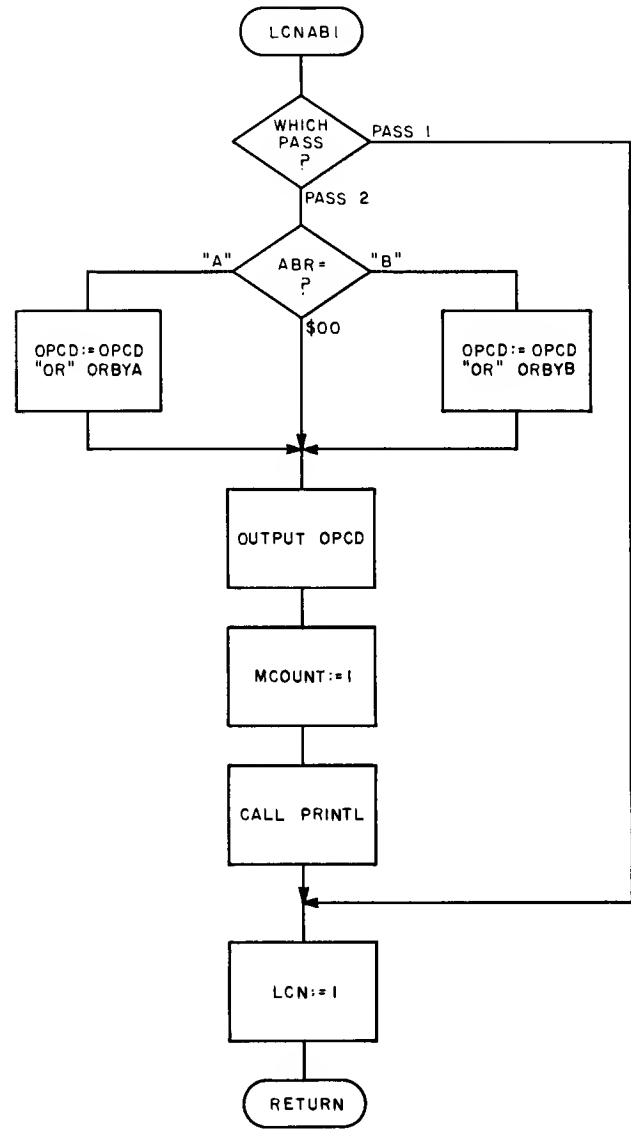 LCNAB1
WHICH
PASS
?
PASS 1
PASS 2
"A"
ABR=
?
"B"
$00
OPCD:=OPCD
"OR" ORBYA
OPCD:=OPCD
"OR" ORBYB
OUTPUT OPCD
MCOUNT:=1
CALL PRINTL
LCN:=1
RETURN